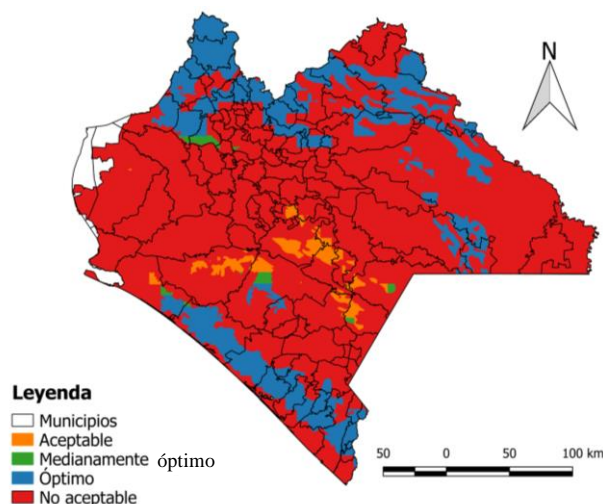 N
Leyenda
Municipios
Aceptable
Medianamente óptimo
Óptimo
No aceptable
50 0 50 100 km